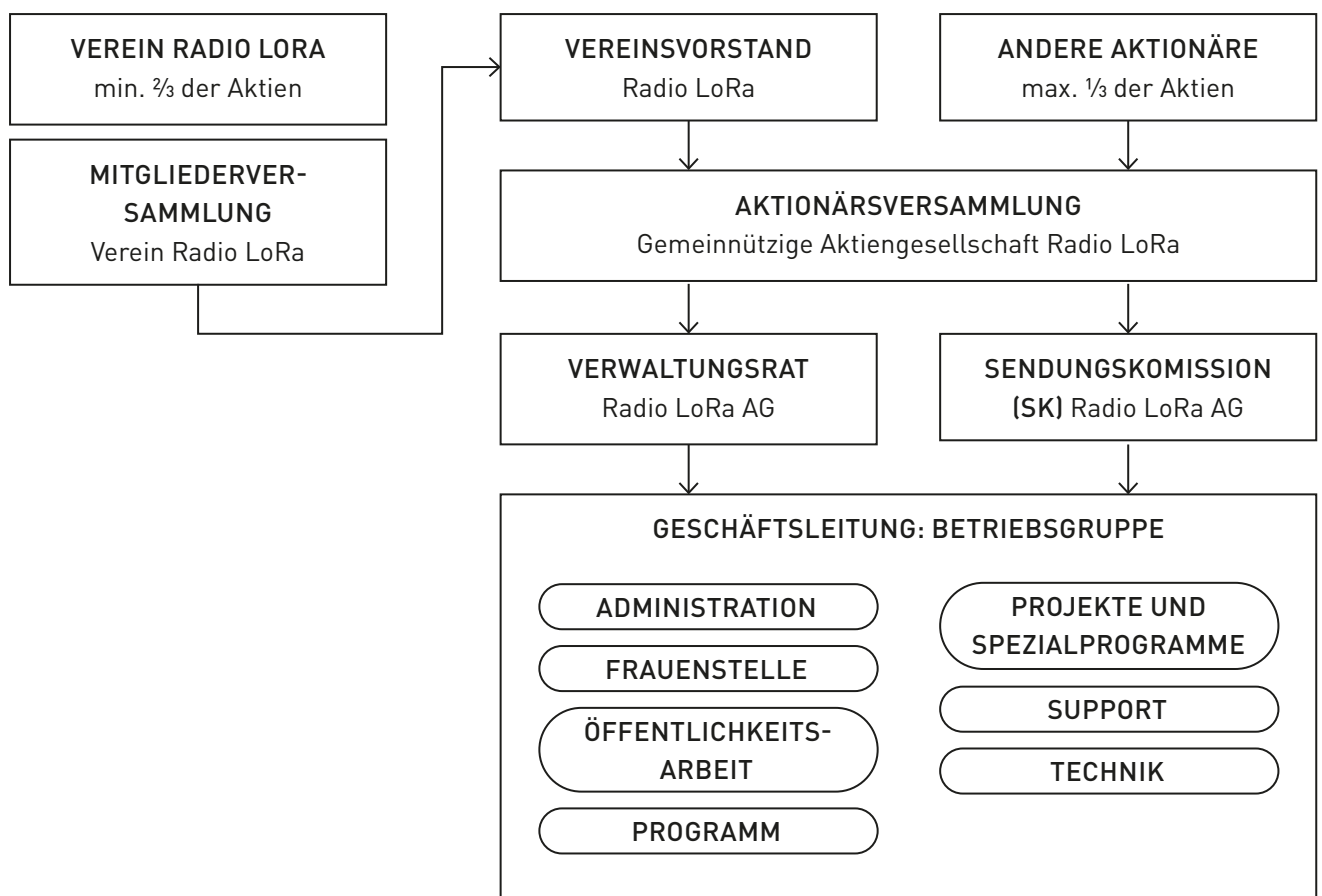 VEREIN RADIO LORA
min. ⅔ der Aktien
MITGLIEDERVER-
SAMMLUNG
Verein Radio LoRa
VEREINSVORSTAND
Radio LoRa
ANDERE AKTIONÄRE
max. ⅓ der Aktien
AKTIONÄRSVERSAMMLUNG
Gemeinnützige Aktiengesellschaft Radio LoRa
VERWALTUNGSRAT
Radio LoRa AG
SENDUNGSKOMISSION
(SK) Radio LoRa AG
GESCHÄFTSLEITUNG: BETRIEBSGRUPPE
ADMINISTRATION
FRAUENSTELLE
ÖFFENTLICHKEITS-
ARBEIT
PROGRAMM
PROJEKTE UND
SPEZIALPROGRAMME
SUPPORT
TECHNIK